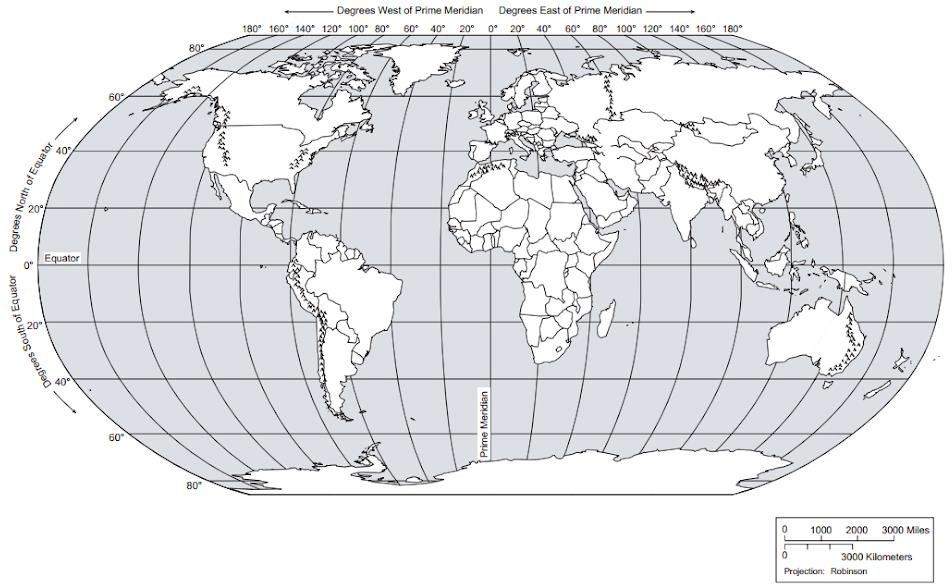 Degrees West of Prime Meridian Degrees East of Prime Meridian
180° 160° 140° 120° 100° 80° 60° 40° 20° 0° 20° 40° 60° 80° 100° 120° 140° 160° 180°
80°
60°
40°
Degrees North of Equator
20°
Equator
0°
Degrees South of Equator
20°
40°
Prime Meridian
60°
80°
0 1000 2000 3000 Miles
0 3000 Kilometers
Projection: Robinson